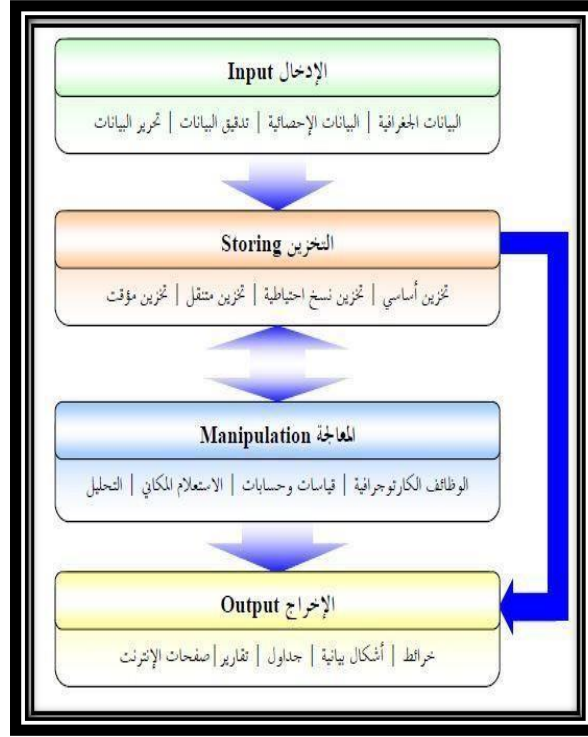 الإدخال Input
البيانات الجغرافية | البيانات الإحصائية | تدقيق البيانات | تحرير البيانات
التخزين Storing
تخزين أساسي | تخزين نسخ احتياطية | تخزين متنقل | تخزين مؤقت
المعالجة Manipulation
الوظائف الكارتوجرافية | قياسات وحسابات | الاستعلام المكاني | التحليل
الإخراج Output
خرائط | أشكال بيانية | جداول | تقارير | صفحات الإنترنت